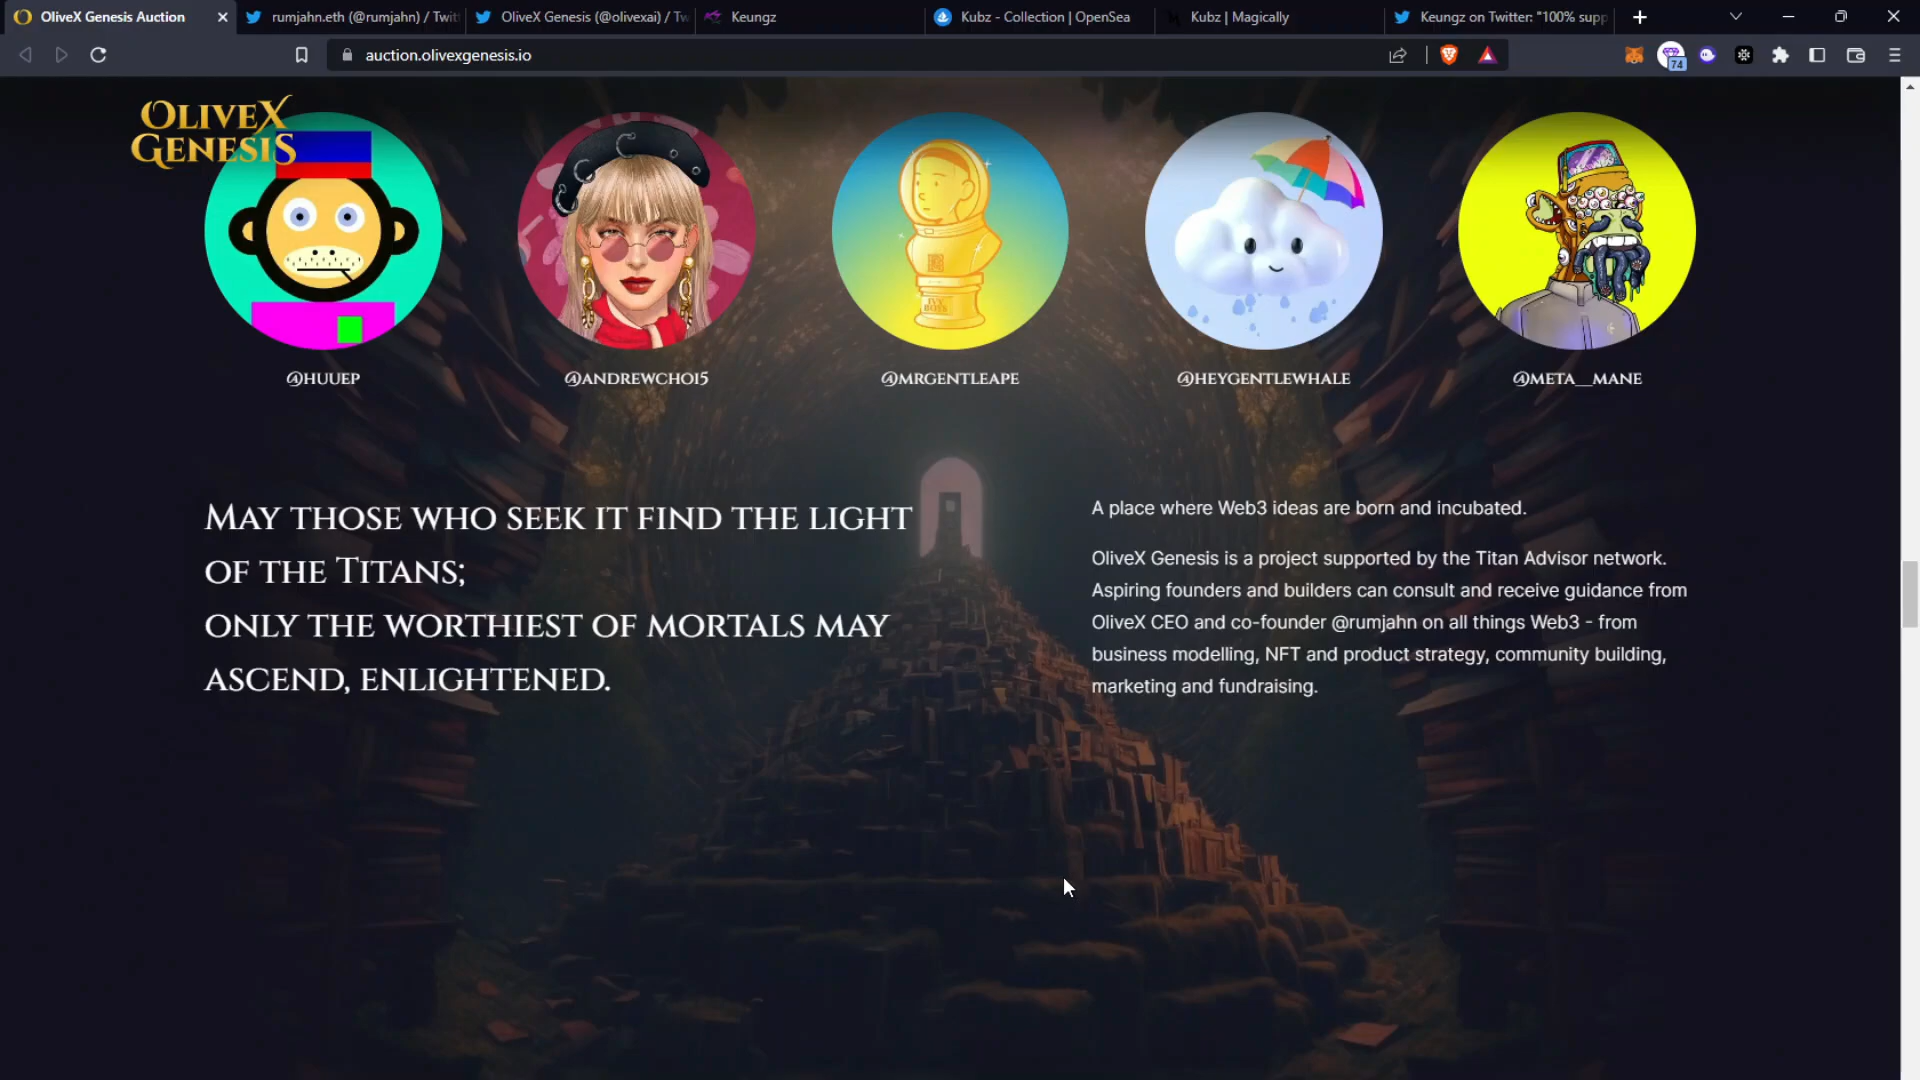 OliveX Genesis Auction
rumjahn.eth (@rumjahn) / Twit
OliveX Genesis (@olivexai) / Tw
Keungz
Kubz - Collection | OpenSea
Kubz | Magically
Keungz on Twitter: "100% supp
auction.olivexgenesis.io
74
OLIVEX
GENESIS
IVX
BOSS
@HUUEP
@ANDREWCHOI5
@MRGENTLEAPE
@HEYGENTLEWHALE
@META__MANE
MAY THOSE WHO SEEK IT FIND THE LIGHT
OF THE TITANS;
ONLY THE WORTHIEST OF MORTALS MAY
ASCEND, ENLIGHTENED.
A place where Web3 ideas are born and incubated.
OliveX Genesis is a project supported by the Titan Advisor network.
Aspiring founders and builders can consult and receive guidance from
OliveX CEO and co-founder @rumjahn on all things Web3 - from
business modelling, NFT and product strategy, community building,
marketing and fundraising.